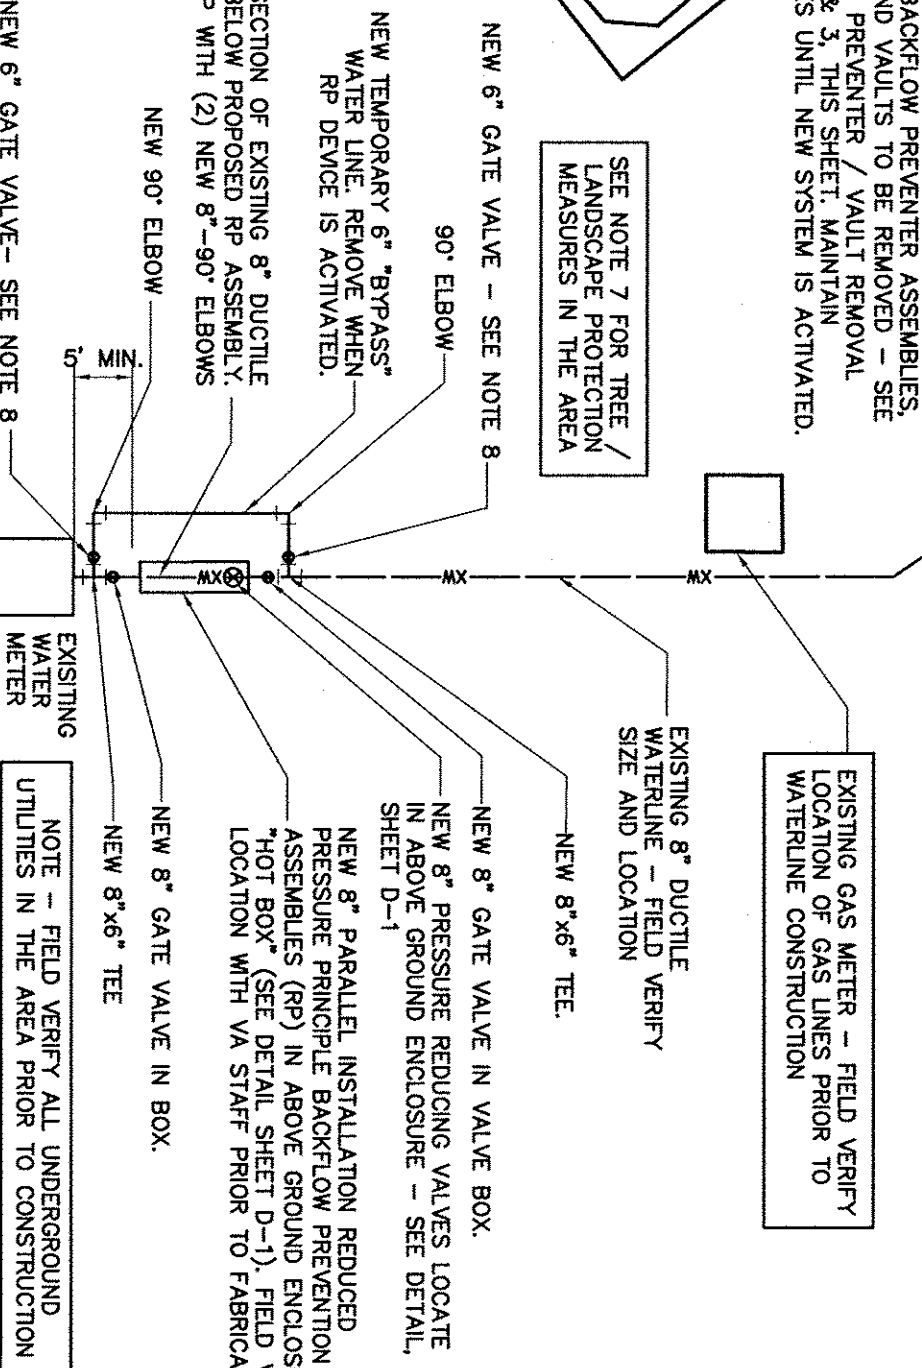 BACKFLOW PREVENTER ASSEMBLIES,
ND VAULTS TO BE REMOVED – SEE
PREVENTER / VAULT REMOVAL
& 3, THIS SHEET. MAINTAIN
ES UNTIL NEW SYSTEM IS ACTIVATED.
SEE NOTE 7 FOR TREE /
LANDSCAPE PROTECTION
MEASURES IN THE AREA
NEW 6" GATE VALVE – SEE NOTE 8
90° ELBOW
NEW TEMPORARY 6" "BYPASS"
WATER LINE. REMOVE WHEN
RP DEVICE IS ACTIVATED.
SECTION OF EXISTING 8" DUCTILE
BELOW PROPOSED RP ASSEMBLY.
P WITH (2) NEW 8"–90° ELBOWS
NEW 90° ELBOW
NEW 6" GATE VALVE– SEE NOTE 8
5' MIN.
XW
XW
XW
EXISTING GAS METER – FIELD VERIFY
LOCATION OF GAS LINES PRIOR TO
WATERLINE CONSTRUCTION
EXISTING 8" DUCTILE
WATERLINE – FIELD VERIFY
SIZE AND LOCATION
NEW 8"x6" TEE.
NEW 8" GATE VALVE IN VALVE BOX.
NEW 8" PRESSURE REDUCING VALVES LOCATE
IN ABOVE GROUND ENCLOSURE – SEE DETAIL,
SHEET D–1
NEW 8" PARALLEL INSTALLATION REDUCED
PRESSURE PRINCIPLE BACKFLOW PREVENTION
ASSEMBLIES (RP) IN ABOVE GROUND ENCLOS
"HOT BOX" (SEE DETAIL SHEET D–1). FIELD V
LOCATION WITH VA STAFF PRIOR TO FABRICA
NEW 8" GATE VALVE IN BOX.
NEW 8"x6" TEE
EXISITING
WATER
METER
NOTE – FIELD VERIFY ALL UNDERGROUND
UTILITIES IN THE AREA PRIOR TO CONSTRUCTION